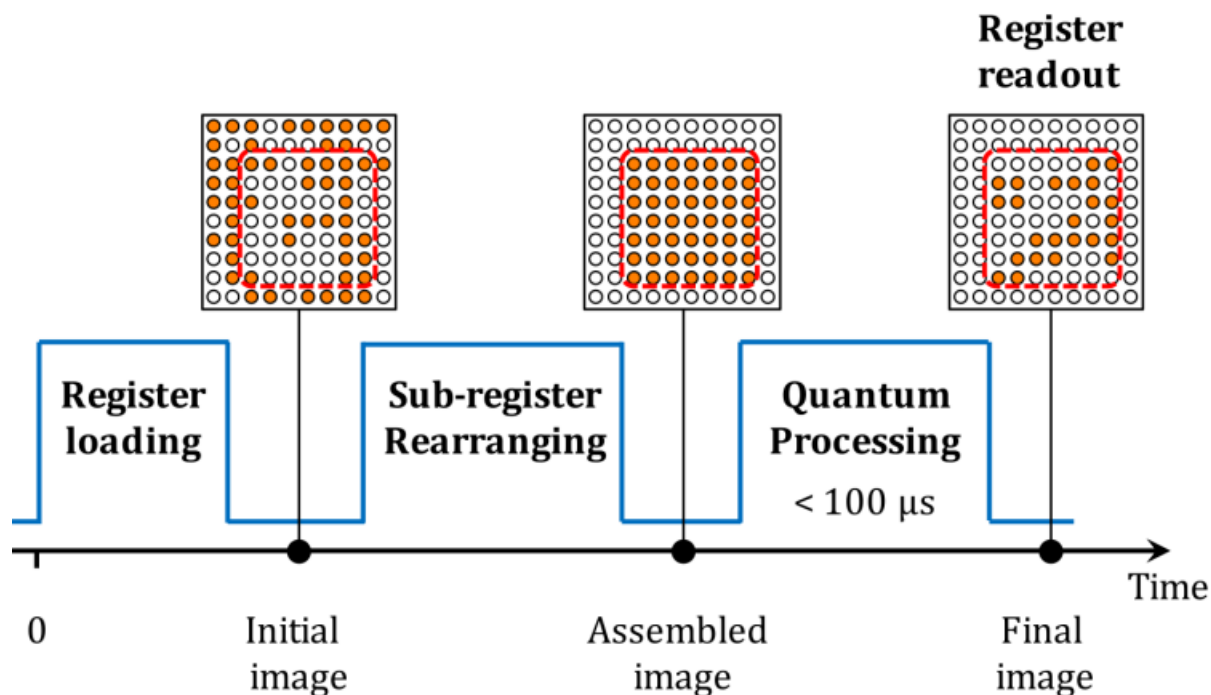 Register
readout
Register
loading
Sub-register
Rearranging
Quantum
Processing
< 100 μs
Time
0
Initial
image
Assembled
image
Final
image